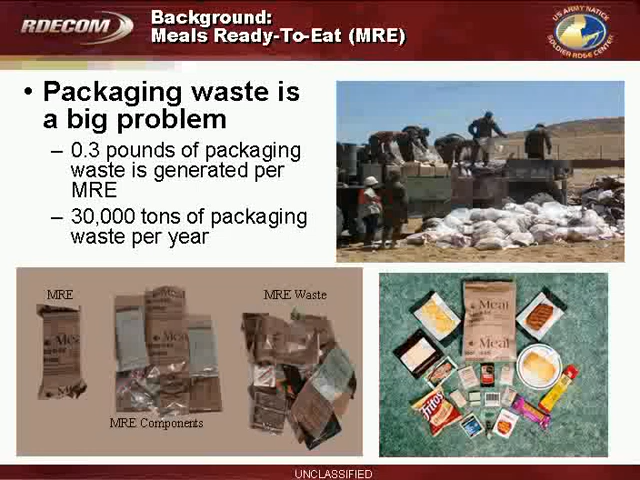 RDECOM
Background:
Meals Ready-To-Eat (MRE)
US ARMY NATICK
SOLDIER RD&E CENTER
• Packaging waste is
a big problem
– 0.3 pounds of packaging
waste is generated per
MRE
– 30,000 tons of packaging
waste per year
MRE
MRE Waste
MRE Components
Meal
Meal
Fritos
UNCLASSIFIED